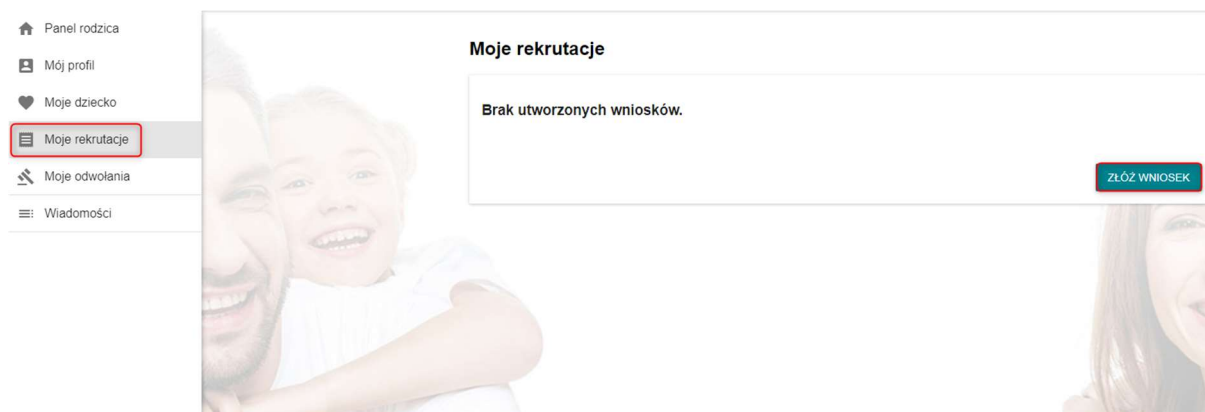 Panel rodzica
Mój profil
Moje dziecko
Moje rekrutacje
Moje odwołania
Wiadomości
Moje rekrutacje
Brak utworzonych wniosków.
ZŁÓŻ WNIOSEK